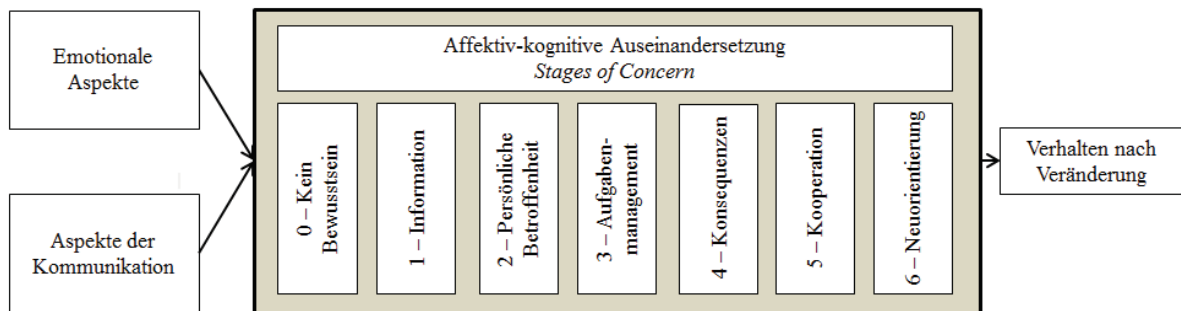 Emotionale
Aspekte
Aspekte der
Kommunikation
Affektiv-kognitive Auseinandersetzung
Stages of Concern
0 – Kein
Bewusstsein
1 – Information
2 – Persönliche
Betroffenheit
3 – Aufgaben-
management
4 – Konsequenzen
5 – Kooperation
6 – Neuorientierung
Verhalten nach
Veränderung